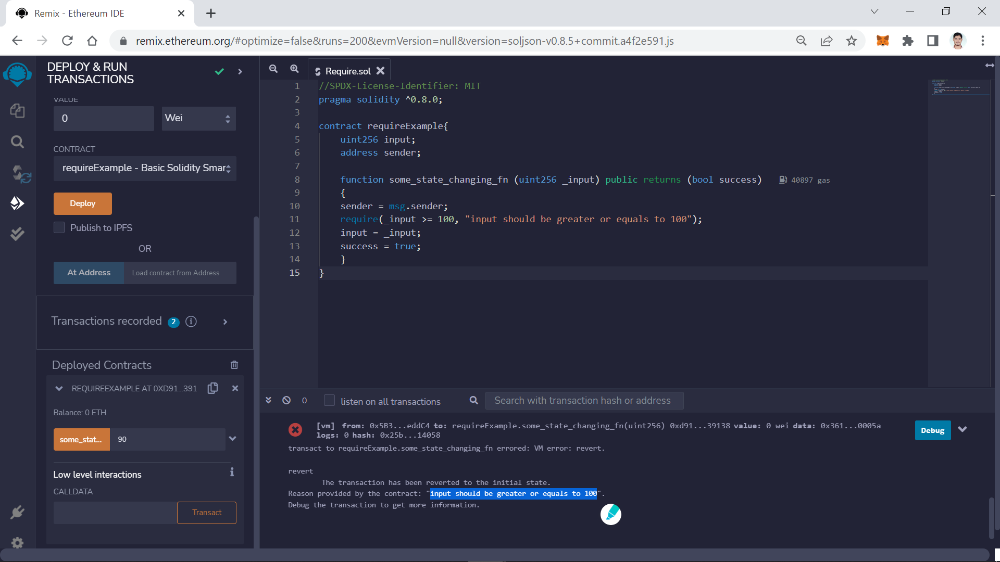 Remix - Ethereum IDE
remix.ethereum.org/#optimize=false&runs=200&evmVersion=null&version=soljson-v0.8.5+commit.a4f2e591.js
DEPLOY & RUN
TRANSACTIONS
VALUE
0
Wei
CONTRACT
requireExample - Basic Solidity Smar
Deploy
Publish to IPFS
OR
At Address
Load contract from Address
Transactions recorded 2
Deployed Contracts
REQUIREEXAMPLE AT 0XD91...391
Balance: 0 ETH
some_stat...
90
Low level interactions
CALLDATA
Transact
Require.sol
1 //SPDX-License-Identifier: MIT
2 pragma solidity ^0.8.0;
3
4 contract requireExample{
5 uint256 input;
6 address sender;
7
8 function some_state_changing_fn (uint256 _input) public returns (bool success) 40897 gas
9 {
10 sender = msg.sender;
11 require(_input >= 100, "input should be greater or equals to 100");
12 input = _input;
13 success = true;
14 }
15 }
0
listen on all transactions
Search with transaction hash or address
[vm] from: 0x5B3...eddC4 to: requireExample.some_state_changing_fn(uint256) 0xd91...39138 value: 0 wei data: 0x361...0005a
logs: 0 hash: 0x25b...14058
Debug
transact to requireExample.some_state_changing_fn errored: VM error: revert.
revert
The transaction has been reverted to the initial state.
Reason provided by the contract: "input should be greater or equals to 100".
Debug the transaction to get more information.